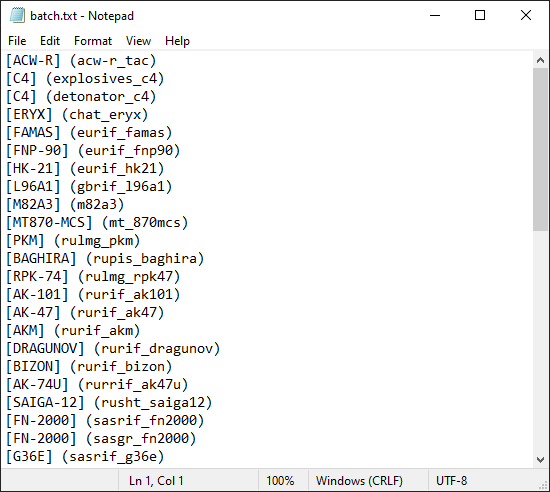 batch.txt - Notepad
File Edit Format View Help
[ACW-R] (acw-r_tac)
[C4] (explosives_c4)
[C4] (detonator_c4)
[ERYX] (chat_eryx)
[FAMAS] (eurif_famas)
[FNP-90] (eurif_fnp90)
[HK-21] (eurif_hk21)
[L96A1] (gbrif_l96a1)
[M82A3] (m82a3)
[MT870-MCS] (mt_870mcs)
[PKM] (rulmg_pkm)
[BAGHIRA] (rupis_baghira)
[RPK-74] (rulmg_rpk47)
[AK-101] (rurif_ak101)
[AK-47] (rurif_ak47)
[AKM] (rurif_akm)
[DRAGUNOV] (rurif_dragunov)
[BIZON] (rurif_bizon)
[AK-74U] (rurrif_ak47u)
[SAIGA-12] (rusht_saiga12)
[FN-2000] (sasrif_fn2000)
[FN-2000] (sasgr_fn2000)
[G36E] (sasrif_g36e)
Ln 1, Col 1 100% Windows (CRLF) UTF-8